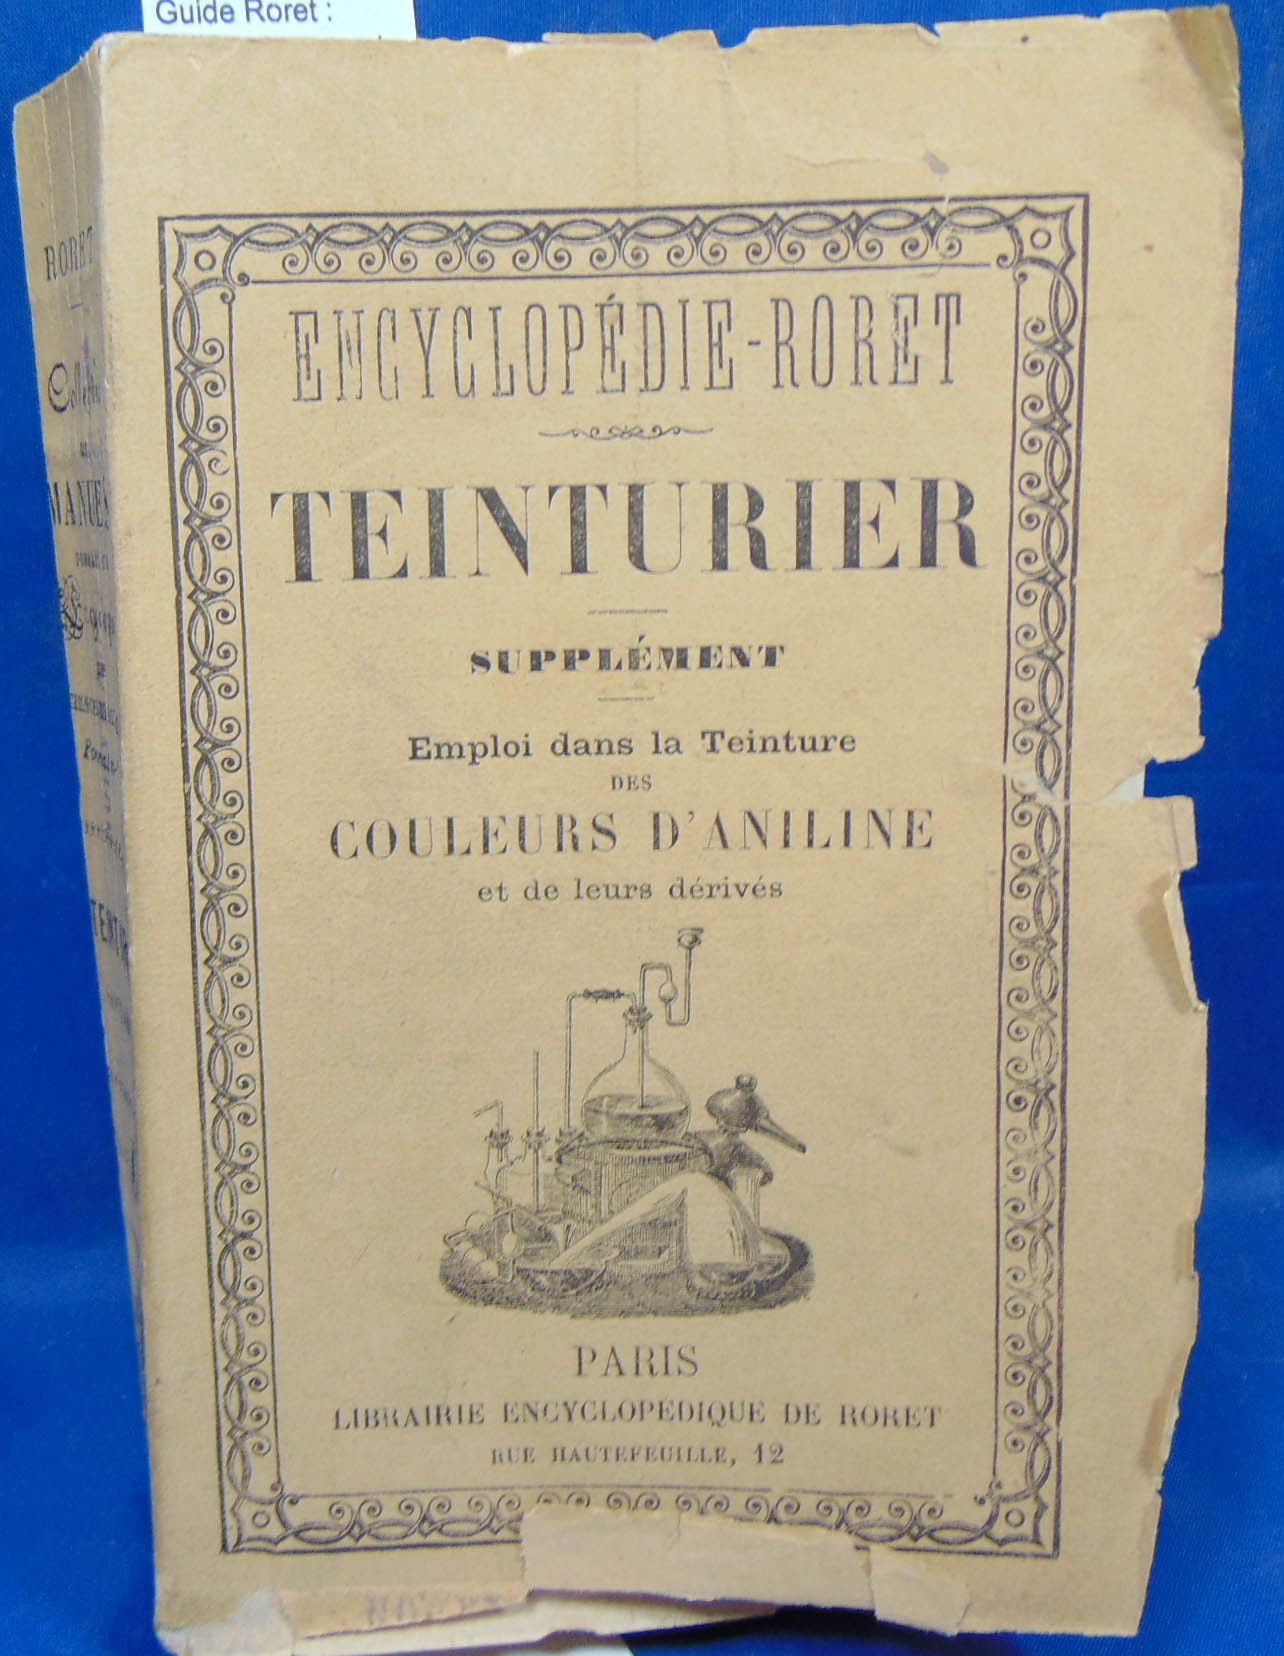 Guide Roret :
ENCYCLOPÉDIE-RORET
TEINTURIER
SUPPLÉMENT
Emploi dans la Teinture
DES
COULEURS D'ANILINE
et de leurs dérivés
PARIS
LIBRAIRIE ENCYCLOPÉDIQUE DE RORET
RUE HAUTEFEUILLE, 12
RORET